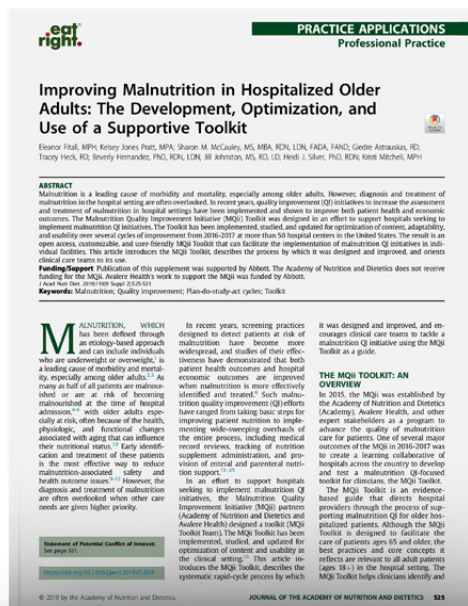 eat
right.
PRACTICE APPLICATIONS
Professional Practice
Improving Malnutrition in Hospitalized Older
Adults: The Development, Optimization, and
Use of a Supportive Toolkit
Eleanor Fitall, MPH; Kelsey Jones Pratt, MPA; Sharon M. McCauley, MS, MBA, RDN, LDN, FADA, FAND; Giedre Astrauskas, RD;
Tracey Heck, RD; Beverly Hernandez, PhD, RDN, LDN; Jill Johnston, MS, RD, LD; Heidi J. Silver, PhD, RDN; Kristi Mitchell, MPH
ABSTRACT
Malnutrition is a leading cause of morbidity and mortality, especially among older adults. However, diagnosis and treatment of
malnutrition in the hospital setting are often overlooked. In recent years, quality improvement (QI) initiatives to increase the assessment
and treatment of malnutrition in hospital settings have been implemented and shown to improve both patient health and economic
outcomes. The Malnutrition Quality Improvement Initiative (MQii) Toolkit was designed in an effort to support hospitals seeking to
implement malnutrition QI initiatives. The Toolkit has been implemented, studied, and updated for optimization of content, adaptability,
and usability over several cycles of improvement from 2016-2017 at more than 50 hospital centers in the United States. The result is an
open access, customizable, and user-friendly MQii Toolkit that can facilitate the implementation of malnutrition QI initiatives in indi-
vidual facilities. This article introduces the MQii Toolkit, describes the process by which it was designed and improved, and orients
clinical care teams to its use.
Funding/Support Publication of this supplement was supported by Abbott. The Academy of Nutrition and Dietetics does not receive
funding for the MQii. Avalere Health's work to support the MQii was funded by Abbott.
J Acad Nutr Diet. 2019;119(9 Suppl 2):S25-S31.
Keywords: Malnutrition; Quality improvement; Plan-do-study-act cycles; Toolkit
MALNUTRITION, WHICH
has been defined through
an etiology-based approach
and can include individuals
who are underweight or overweight,1 is
a leading cause of morbidity and mortal-
ity, especially among older adults.2,3 As
many as half of all patients are malnour-
ished or are at risk of becoming
malnourished at the time of hospital
admission,4-6 with older adults espe-
cially at risk, often because of the health,
physiologic, and functional changes
associated with aging that can influence
their nutritional status.7,8 Early identifi-
cation and treatment of these patients
is the most effective way to reduce
malnutrition-associated safety and
health outcome issues.9-12 However, the
diagnosis and treatment of malnutrition
are often overlooked when other care
needs are given higher priority.
Statement of Potential Conflict of Interest:
See page S31.
https://doi.org/10.1016/j.jand.2019.05.024
In recent years, screening practices
designed to detect patients at risk of
malnutrition have become more
widespread, and studies of their effec-
tiveness have demonstrated that both
patient health outcomes and hospital
economic outcomes are improved
when malnutrition is more effectively
identified and treated. Such malnu-
trition quality improvement (QI) efforts
have ranged from taking basic steps for
improving patient nutrition to imple-
menting wide-sweeping overhauls of
the entire process, including medical
record reviews, tracking of nutrition
supplement administration, and pro-
vision of enteral and parenteral nutri-
tion support.
In an effort to support hospitals
seeking to implement malnutrition QI
initiatives, the Malnutrition Quality
Improvement Initiative (MQii) partners
(Academy of Nutrition and Dietetics and
Avalere Health) designed a toolkit (MQii
Toolkit Team). The MQii Toolkit has been
implemented, studied, and updated for
optimization of content and usability in
the clinical setting. This article in-
troduces the MQii Toolkit, describes the
systematic rapid-cycle process by which
it was designed and improved, and en-
courages clinical care teams to tackle a
malnutrition QI initiative using the MQii
Toolkit as a guide.
THE MQii TOOLKIT: AN
OVERVIEW
In 2015, the MQii was established by
the Academy of Nutrition and Dietetics
(Academy), Avalere Health, and other
expert stakeholders as a program to
advance the quality of malnutrition
care for patients. One of several major
outcomes of the MQii in 2016-2017 was
to create a learning collaborative of
hospitals across the country to develop
and test a malnutrition QI-focused
toolkit for clinicians, the MQii Toolkit.
The MQii Toolkit is an evidence-
based guide that directs hospital
providers through the process of sup-
porting malnutrition QI for older hos-
pitalized patients. Although the MQii
Toolkit is designed to facilitate the
care of patients ages 65 and older, the
best practices and core concepts it
reflects are relevant to all adult patients
(ages 18+) in the hospital setting. The
MQii Toolkit helps clinicians identify and
© 2019 by the Academy of Nutrition and Dietetics.
JOURNAL OF THE ACADEMY OF NUTRITION AND DIETETICS S25